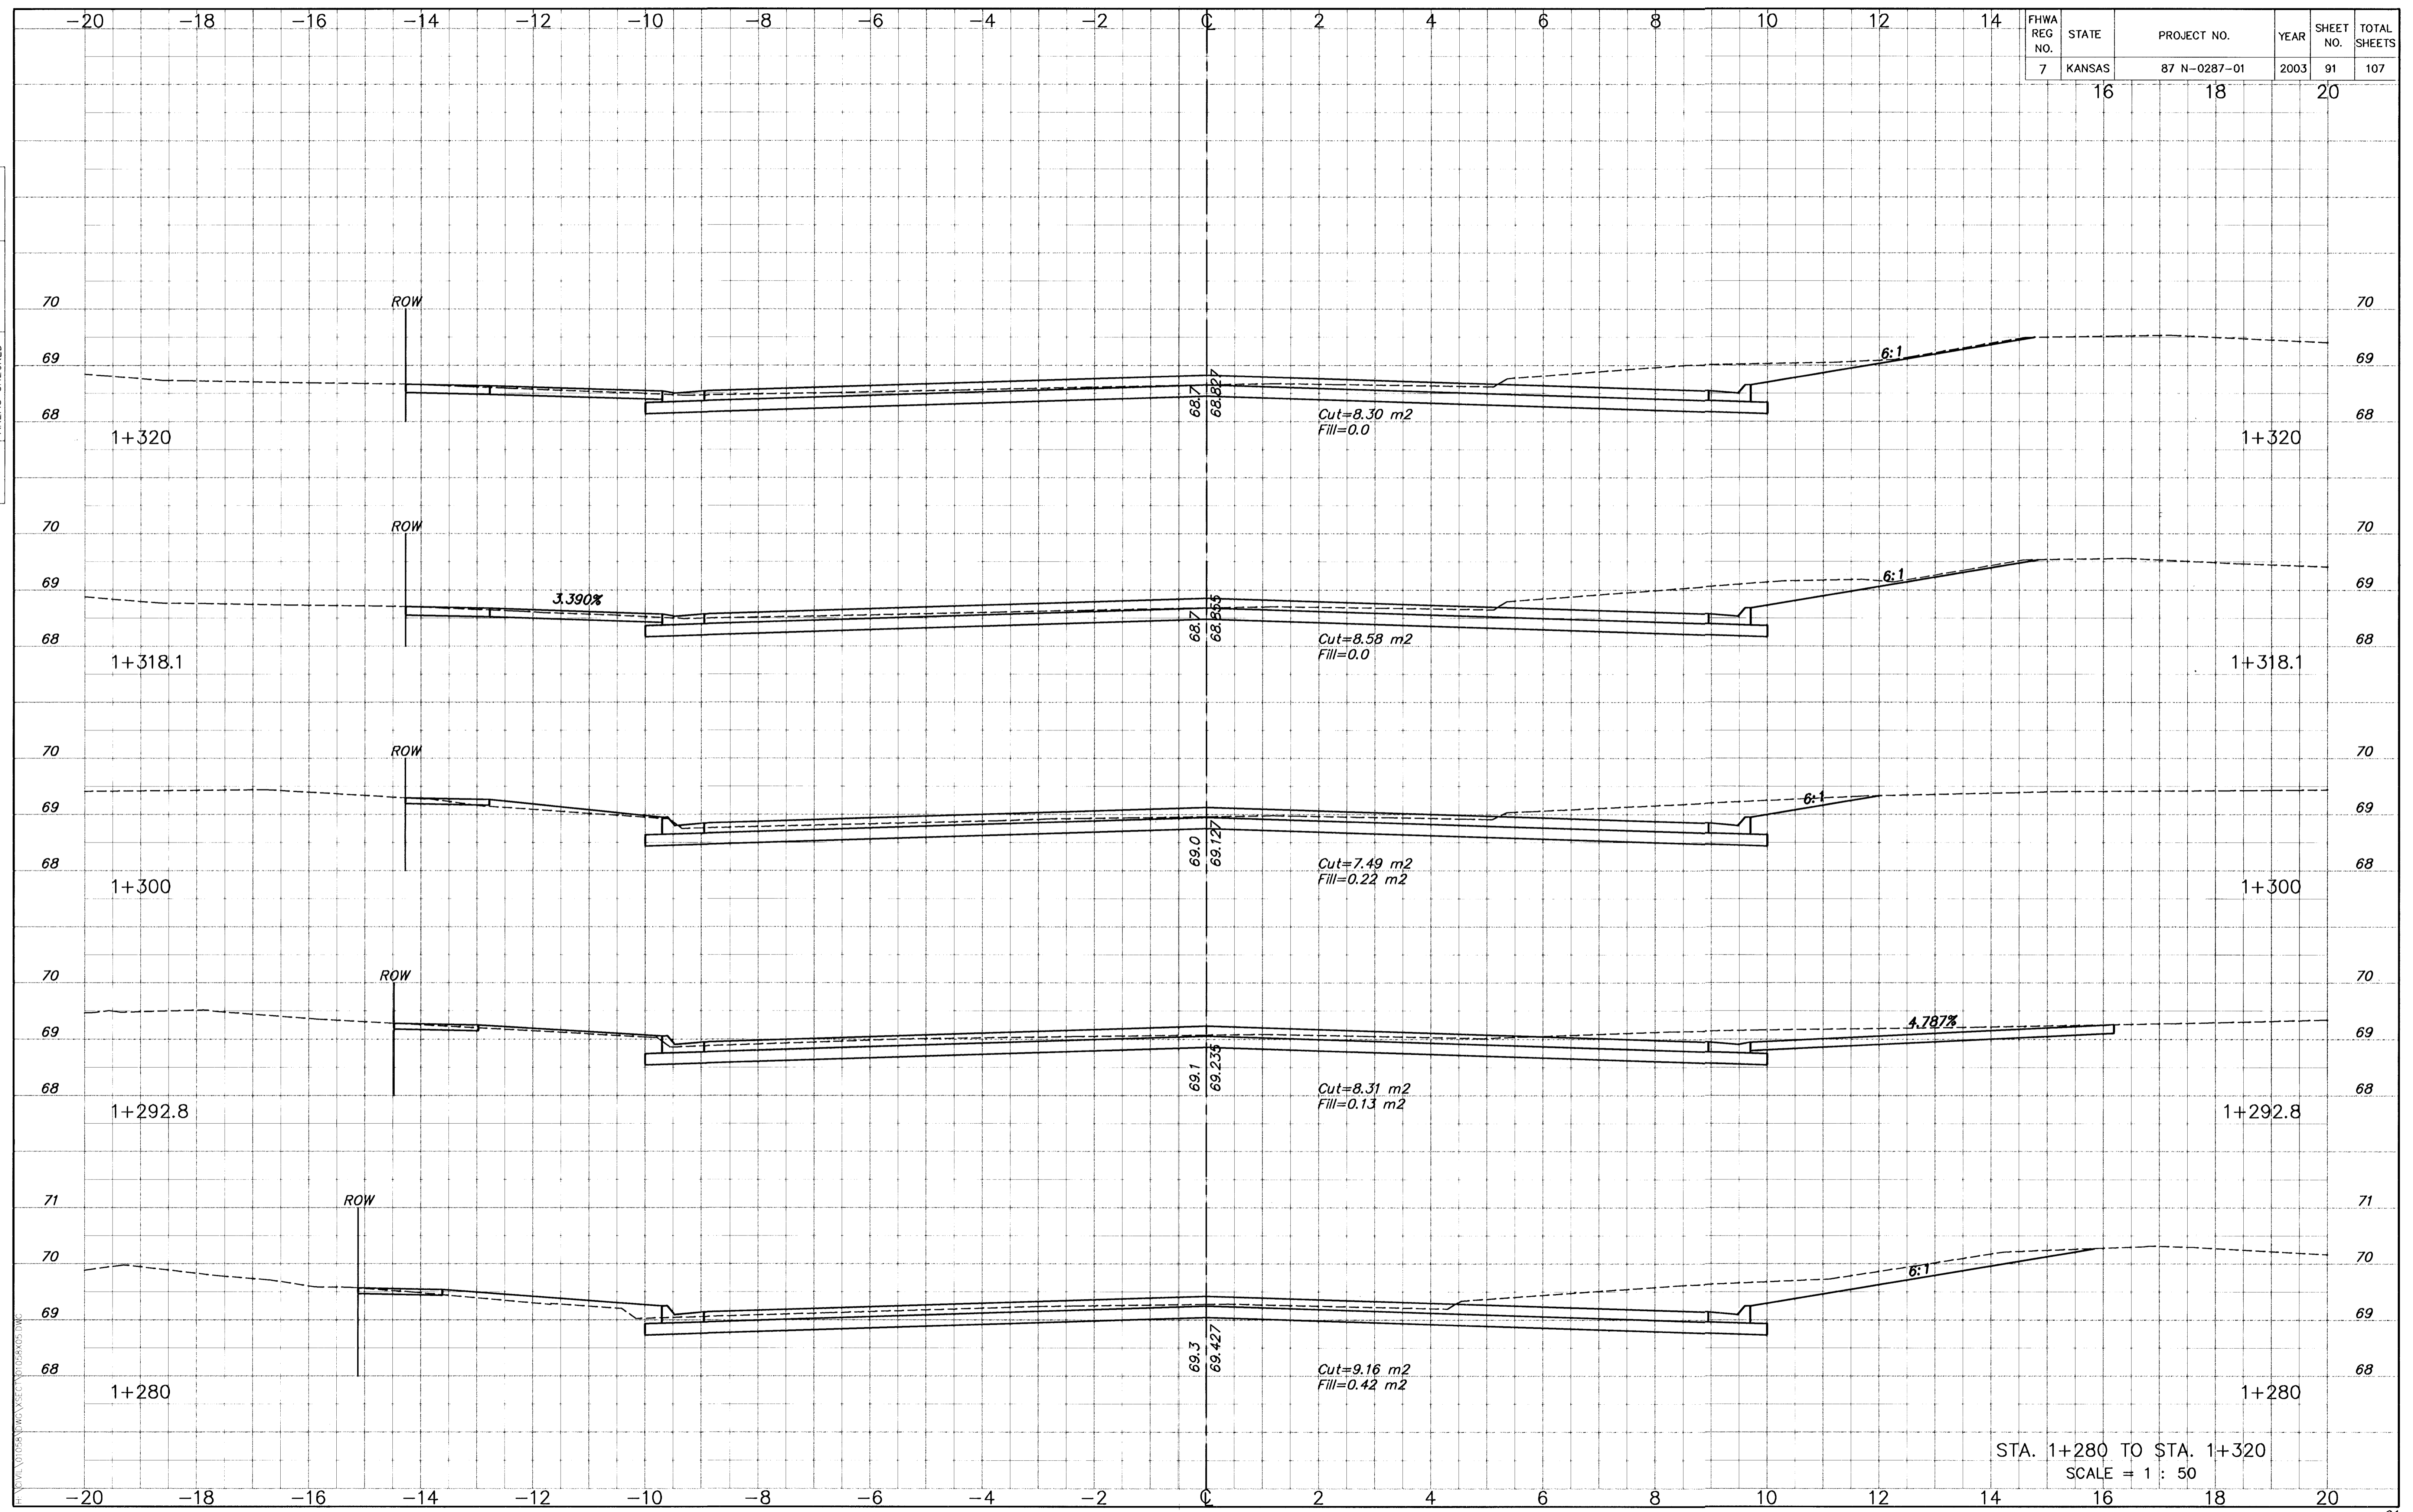 -20 -18 -16 -14 -12 -10 -8 -6 -4 -2 ℄ 2 4 6 8 10 12 14
FHWA REG NO. STATE PROJECT NO. YEAR SHEET NO. TOTAL SHEETS
7 KANSAS 87 N-0287-01 2003 91 107
16 18 20
70 ROW 70
69 6:1 69
68 68.7 68.827 68
Cut=8.30 m2
Fill=0.0
1+320 1+320
70 ROW 70
69 3.390% 6:1 69
68 68.7 68.855 68
Cut=8.58 m2
Fill=0.0
1+318.1 1+318.1
70 ROW 70
69 6:1 69
68 69.0 69.127 68
Cut=7.49 m2
Fill=0.22 m2
1+300 1+300
70 ROW 70
69 4.787% 69
68 69.1 69.235 68
Cut=8.31 m2
Fill=0.13 m2
1+292.8 1+292.8
71 ROW 71
70 6:1 70
69 69
68 69.3 69.427 68
Cut=9.16 m2
Fill=0.42 m2
1+280 1+280
STA. 1+280 TO STA. 1+320
SCALE = 1 : 50
-20 -18 -16 -14 -12 -10 -8 -6 -4 -2 ℄ 2 4 6 8 10 12 14 16 18 20